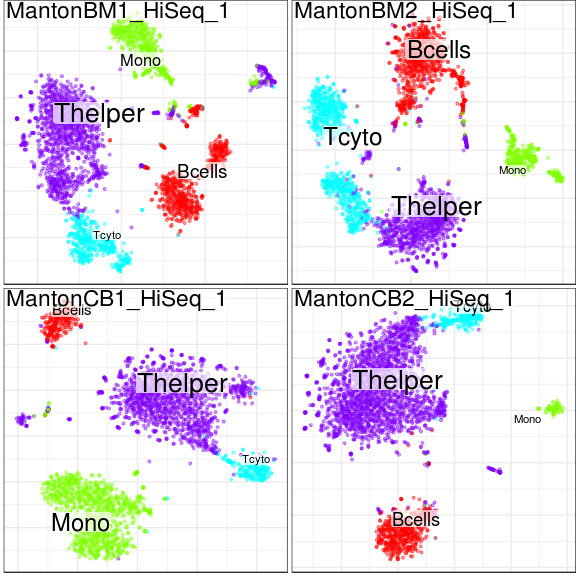 MantonBM1_HiSeq_1
Mono
Thelper
Bcells
Tcyto
MantonBM2_HiSeq_1
Bcells
Tcyto
Mono
Thelper
MantonCB1_HiSeq_1
Bcells
Thelper
Tcyto
Mono
MantonCB2_HiSeq_1
Tcyto
Thelper
Mono
Bcells